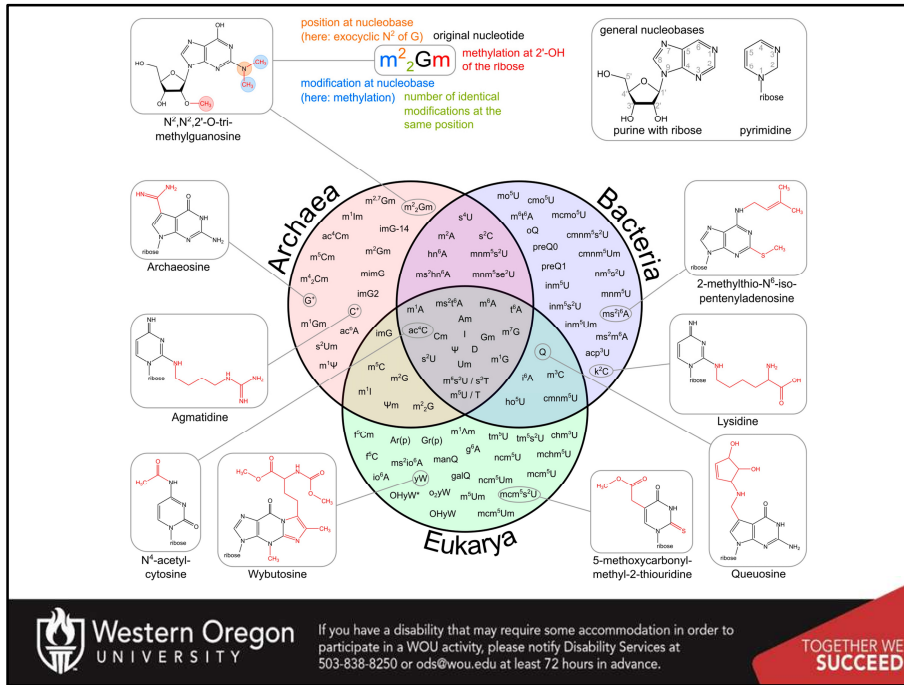 position at nucleobase
(here: exocyclic N² of G)
original nucleotide
m²₂Gm
methylation at 2'-OH
of the ribose
modification at nucleobase
(here: methylation)
number of identical
modifications at the
same position
N²,N²,2'-O-tri-
methylguanosine
general nucleobases
purine with ribose
pyrimidine
ribose
Archaea
Bacteria
Eukarya
m²,⁷Gm
m²₂Gm
m¹Im
ac⁴Cm
imG-14
m⁵Cm
m²Gm
m⁴₂Cm
mimG
imG2
G⁺
C⁺
m¹Gm
ac⁶A
s²Um
m¹Ψ
s⁴U
m²A
s²C
hn⁶A
mnm⁵s²U
ms²hn⁶A
mnm⁵se²U
mo⁵U
cmo⁵U
m⁶t⁶A
mcmo⁵U
oQ
cmnm⁵s²U
preQ0
cmnm⁵Um
preQ1
nm⁵s²U
inm⁵U
mnm⁵U
inm⁵s²U
ms²i⁶A
inm⁵Um
ms²m⁶A
acp³U
k²C
ms²t⁶A
m⁶A
m¹A
t⁶A
Am
ac⁴C
Cm
I
Gm
m⁷G
Ψ
D
s²U
Um
m¹G
m⁵s²U / s²T
m⁵U / T
imG
m⁵C
m²G
m¹I
Ψm
m²₂G
Q
i⁶A
m³C
ho⁵U
cmnm⁵U
f⁵Cm
Ar(p)
Gr(p)
m¹Am
tm⁵U
tm⁵s²U
chm⁵U
f⁵C
g⁶A
ms²io⁶A
manQ
ncm⁵U
mchm⁵U
io⁶A
yW
galQ
ncm⁵Um
mcm⁵U
OHyW*
o₂yW
m⁵Um
mcm⁵s²U
OHyW
mcm⁵Um
Archaeosine
Agmatidine
N⁴-acetyl-
cytosine
Wybutosine
2-methylthio-N⁶-iso-
pentenyladenosine
Lysidine
5-methoxycarbonyl-
methyl-2-thiouridine
Queuosine
Western Oregon
UNIVERSITY
If you have a disability that may require some accommodation in order to
participate in a WOU activity, please notify Disability Services at
503-838-8250 or ods@wou.edu at least 72 hours in advance.
TOGETHER WE
SUCCEED